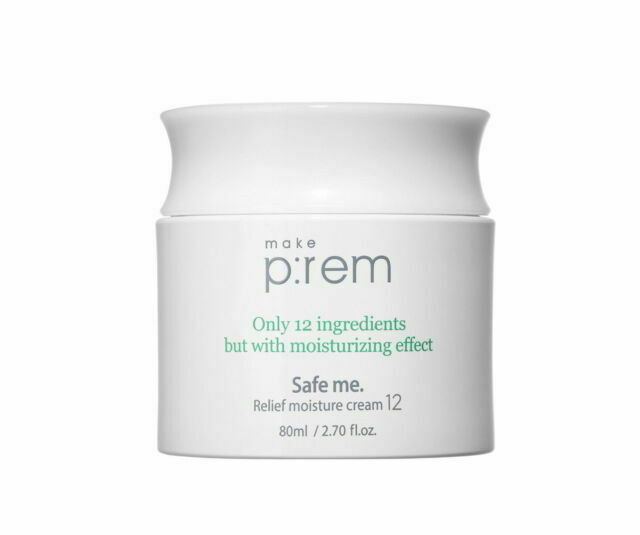 make
p:rem
Only 12 ingredients
but with moisturizing effect
Safe me.
Relief moisture cream 12
80ml / 2.70 fl.oz.